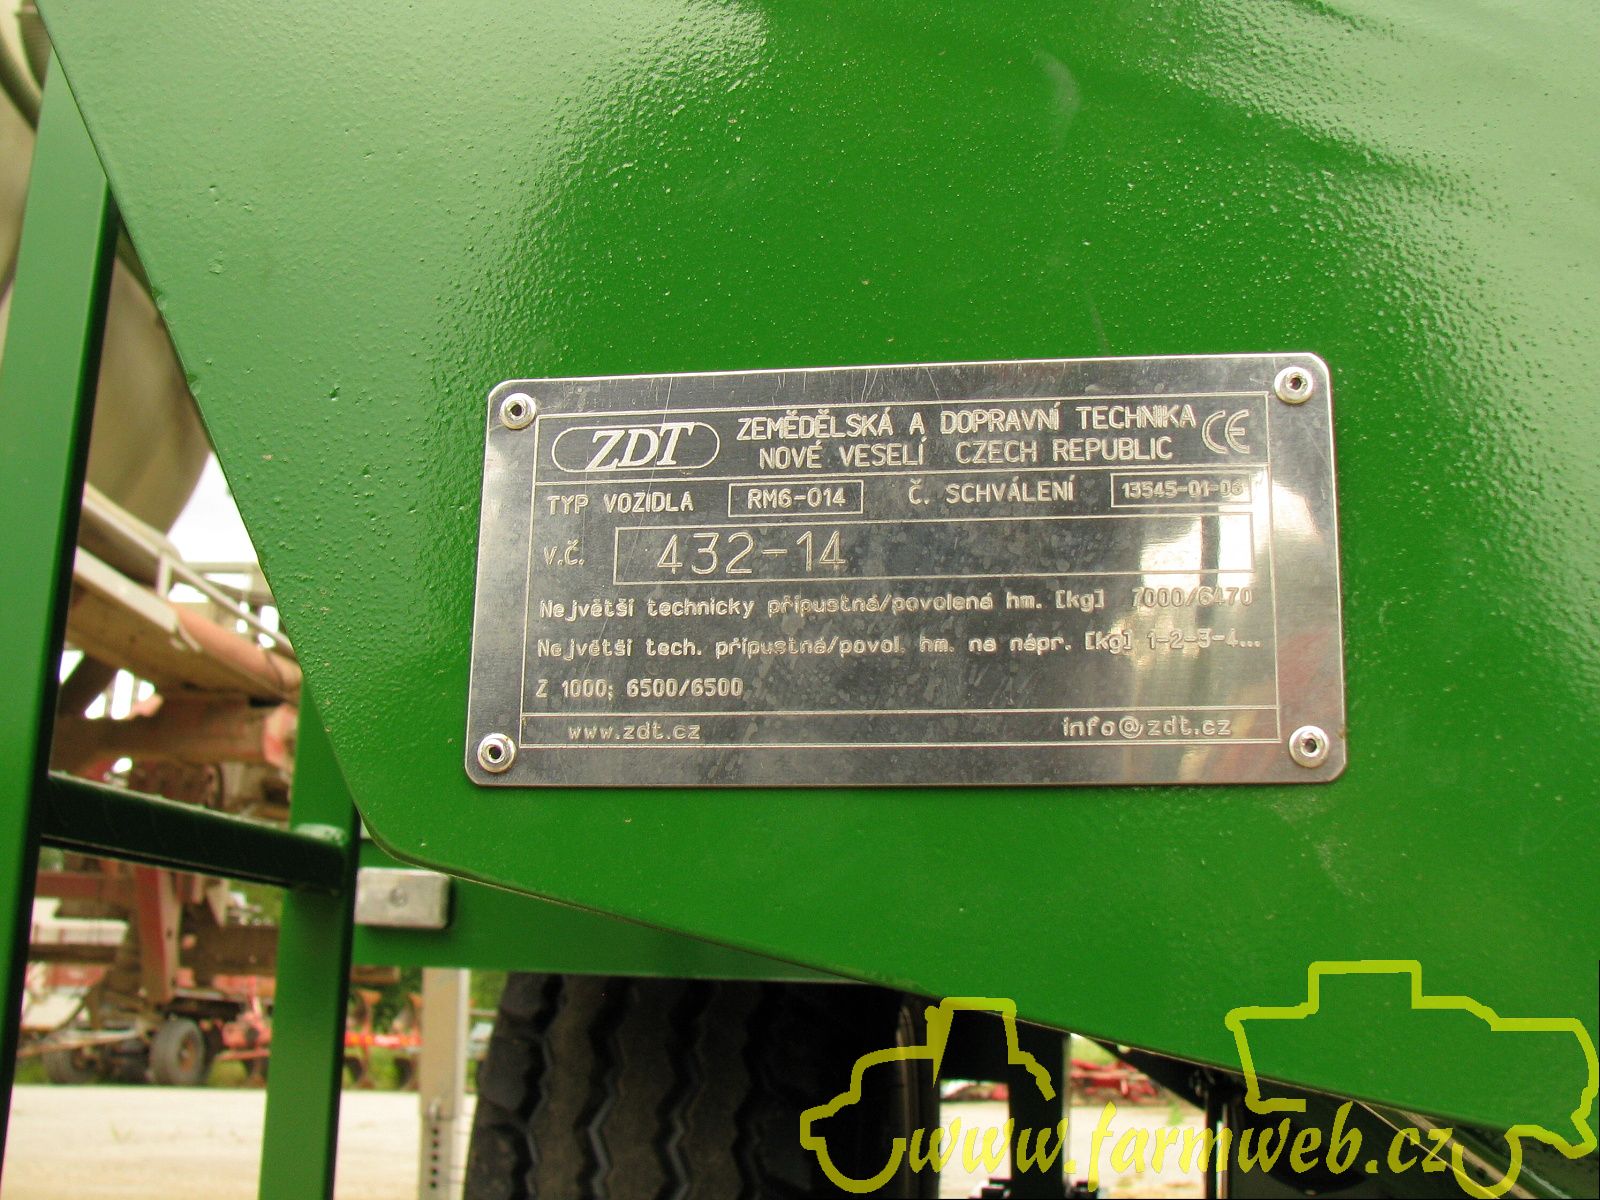 ZDT
ZEMĚDĚLSKÁ A DOPRAVNÍ TECHNIKA
NOVÉ VESELÍ CZECH REPUBLIC
CE
TYP VOZIDLA RM6-014 Č. SCHVÁLENÍ 13545-01-06
V.Č. 432-14
Největší technicky přípustná/povolená hm. [kg] 7000/6470
Největší tech. přípustná/povol. hm. na nápr. [kg] 1-2-3-4...
Z 1000; 6500/6500
www.zdt.cz info@zdt.cz
www.farmweb.cz